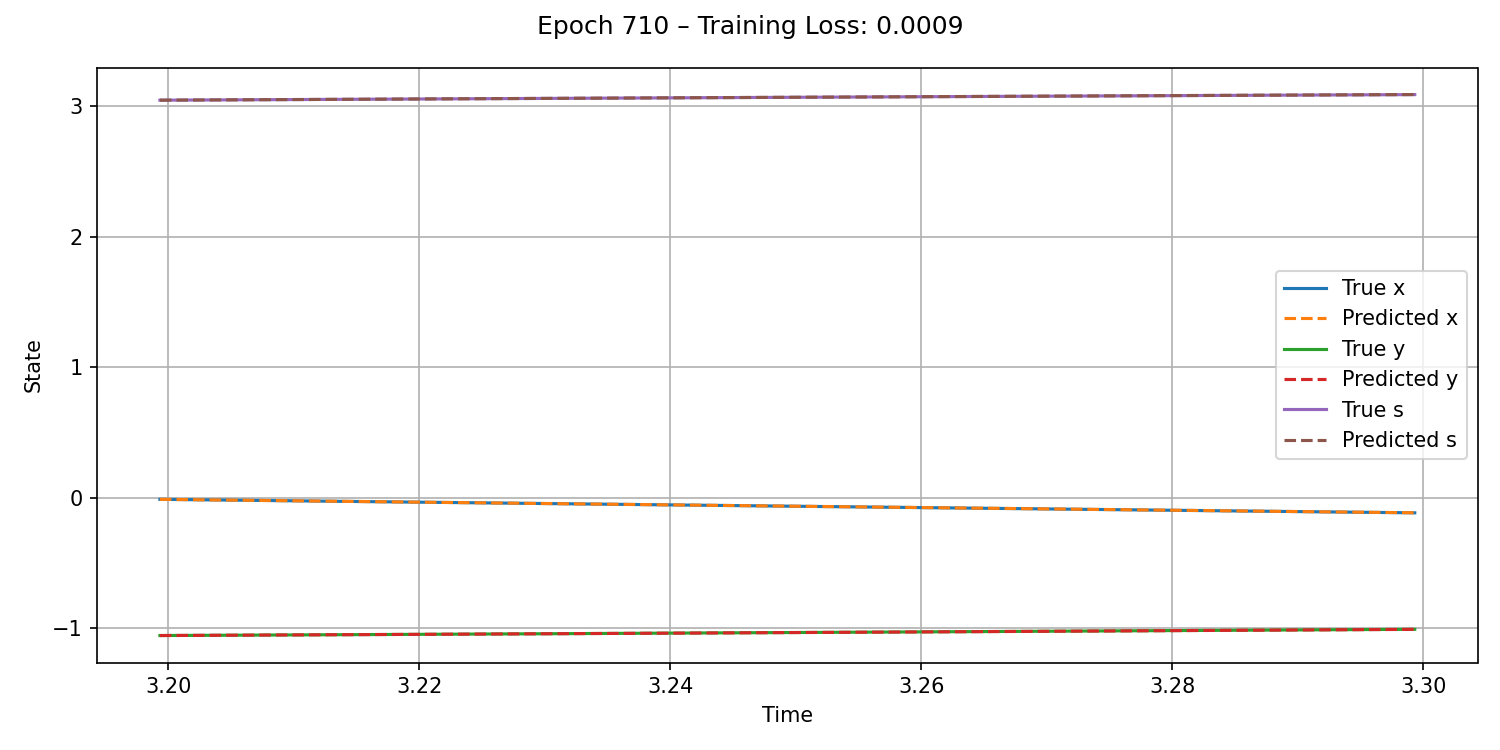 Epoch 710 – Training Loss: 0.0009
3
2
1
0
−1
State
True x
Predicted x
True y
Predicted y
True s
Predicted s
3.20 3.22 3.24 3.26 3.28 3.30
Time